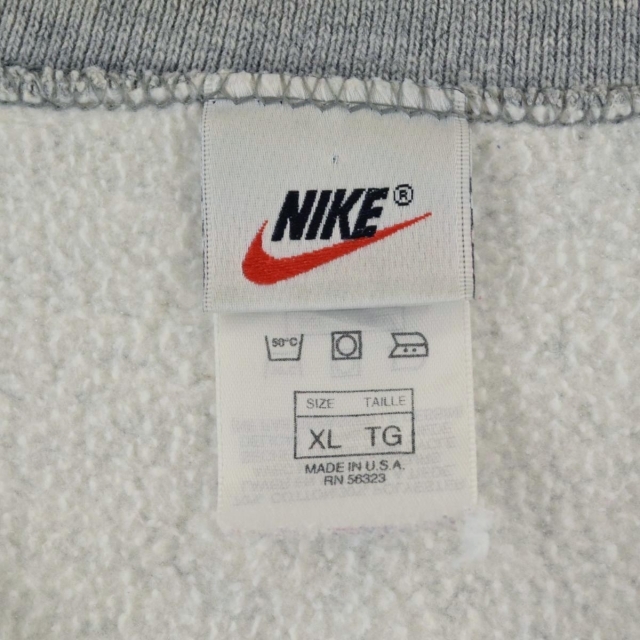 NIKE®
50°C
SIZE TAILLE
XL TG
MADE IN U.S.A.
RN 56323